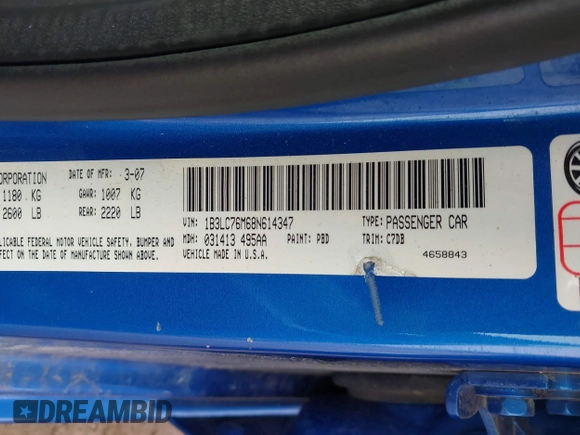 ORPORATION DATE OF MFR: 3-07
1180 KG GAWR: 1007 KG
2600 LB REAR: 2220 LB
PLICABLE FEDERAL MOTOR VEHICLE SAFETY, BUMPER AND
FFECT ON THE DATE OF MANUFACTURE SHOWN ABOVE.
VIN: 1B3LC76M68N614347 TYPE: PASSENGER CAR
MDH: 031413 495AA PAINT: PBD TRIM: C7DB
VEHICLE MADE IN U.S.A. 4658843
DREAMBID